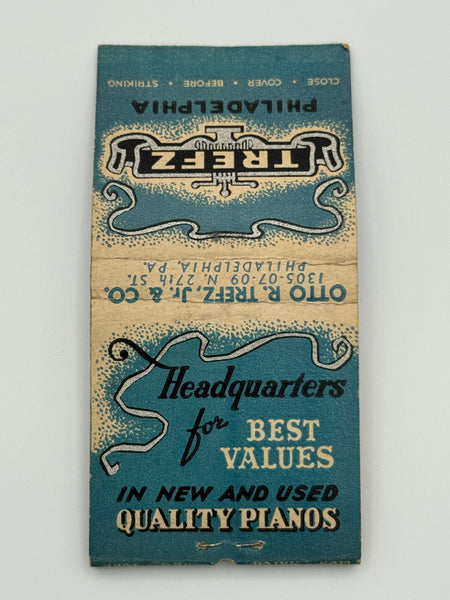 CLOSE • COVER • BEFORE • STRIKING
PHILADELPHIA
TREFZ
OTTO R. TREFZ, Jr. & CO.
1305-07-09 N. 27th ST.
PHILADELPHIA, PA.
Headquarters
for BEST
VALUES
IN NEW AND USED
QUALITY PIANOS